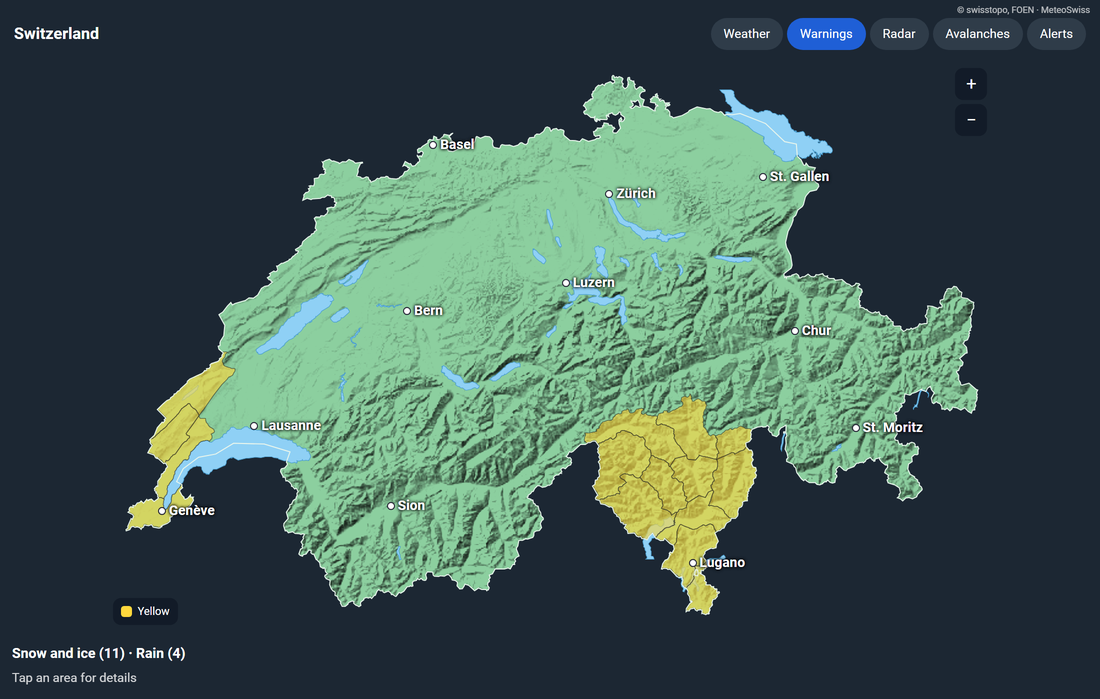 © swisstopo, FOEN · MeteoSwiss
Switzerland
Weather
Warnings
Radar
Avalanches
Alerts
+
−
Basel
St. Gallen
Zürich
Luzern
Bern
Chur
Lausanne
St. Moritz
Sion
Genève
Lugano
Yellow
Snow and ice (11) · Rain (4)
Tap an area for details